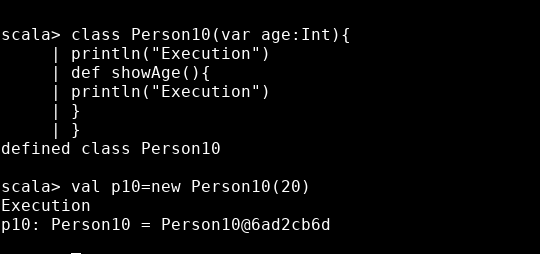 scala> class Person10(var age:Int){
     | println("Execution")
     | def showAge(){
     | println("Execution")
     | }
     | }
defined class Person10
scala> val p10=new Person10(20)
Execution
p10: Person10 = Person10@6ad2cb6d